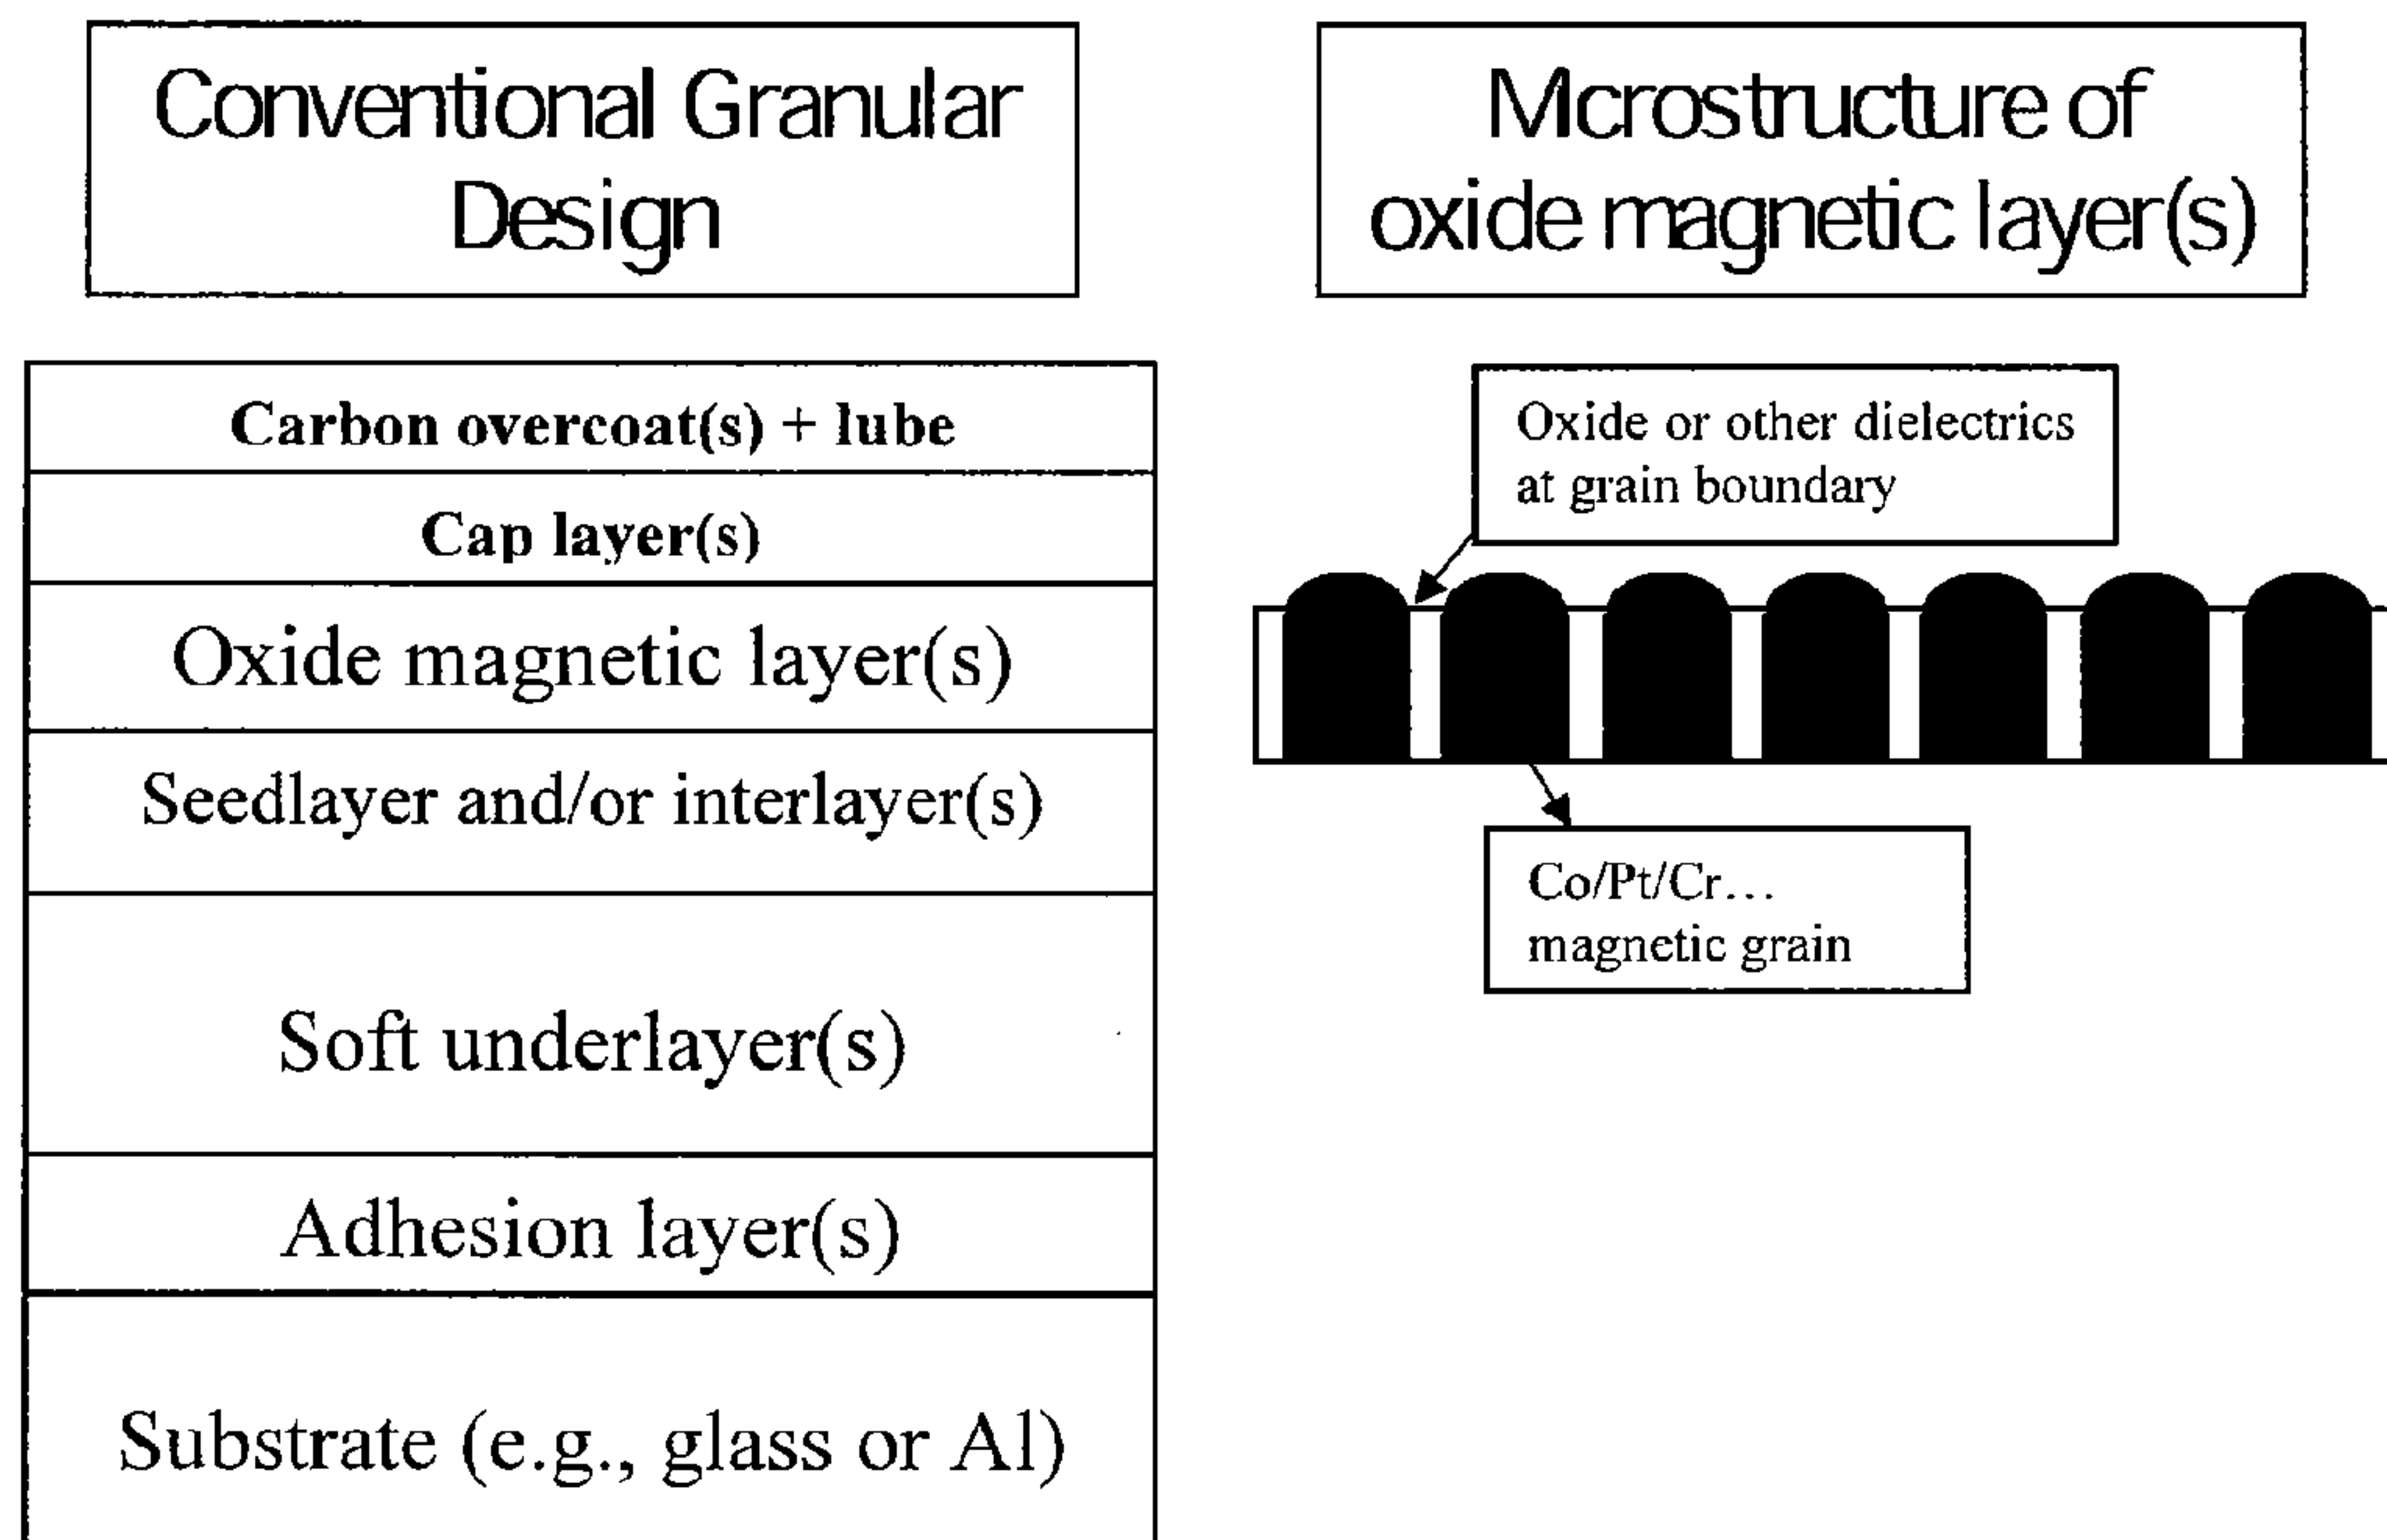 Conventional Granular
Design
Mcrostructure of
oxide magnetic layer(s)
Carbon overcoat(s) + lube
Cap layer(s)
Oxide magnetic layer(s)
Seedlayer and/or interlayer(s)
Soft underlayer(s)
Adhesion layer(s)
Substrate (e.g., glass or Al)
Oxide or other dielectrics
at grain boundary
Co/Pt/Cr...
magnetic grain